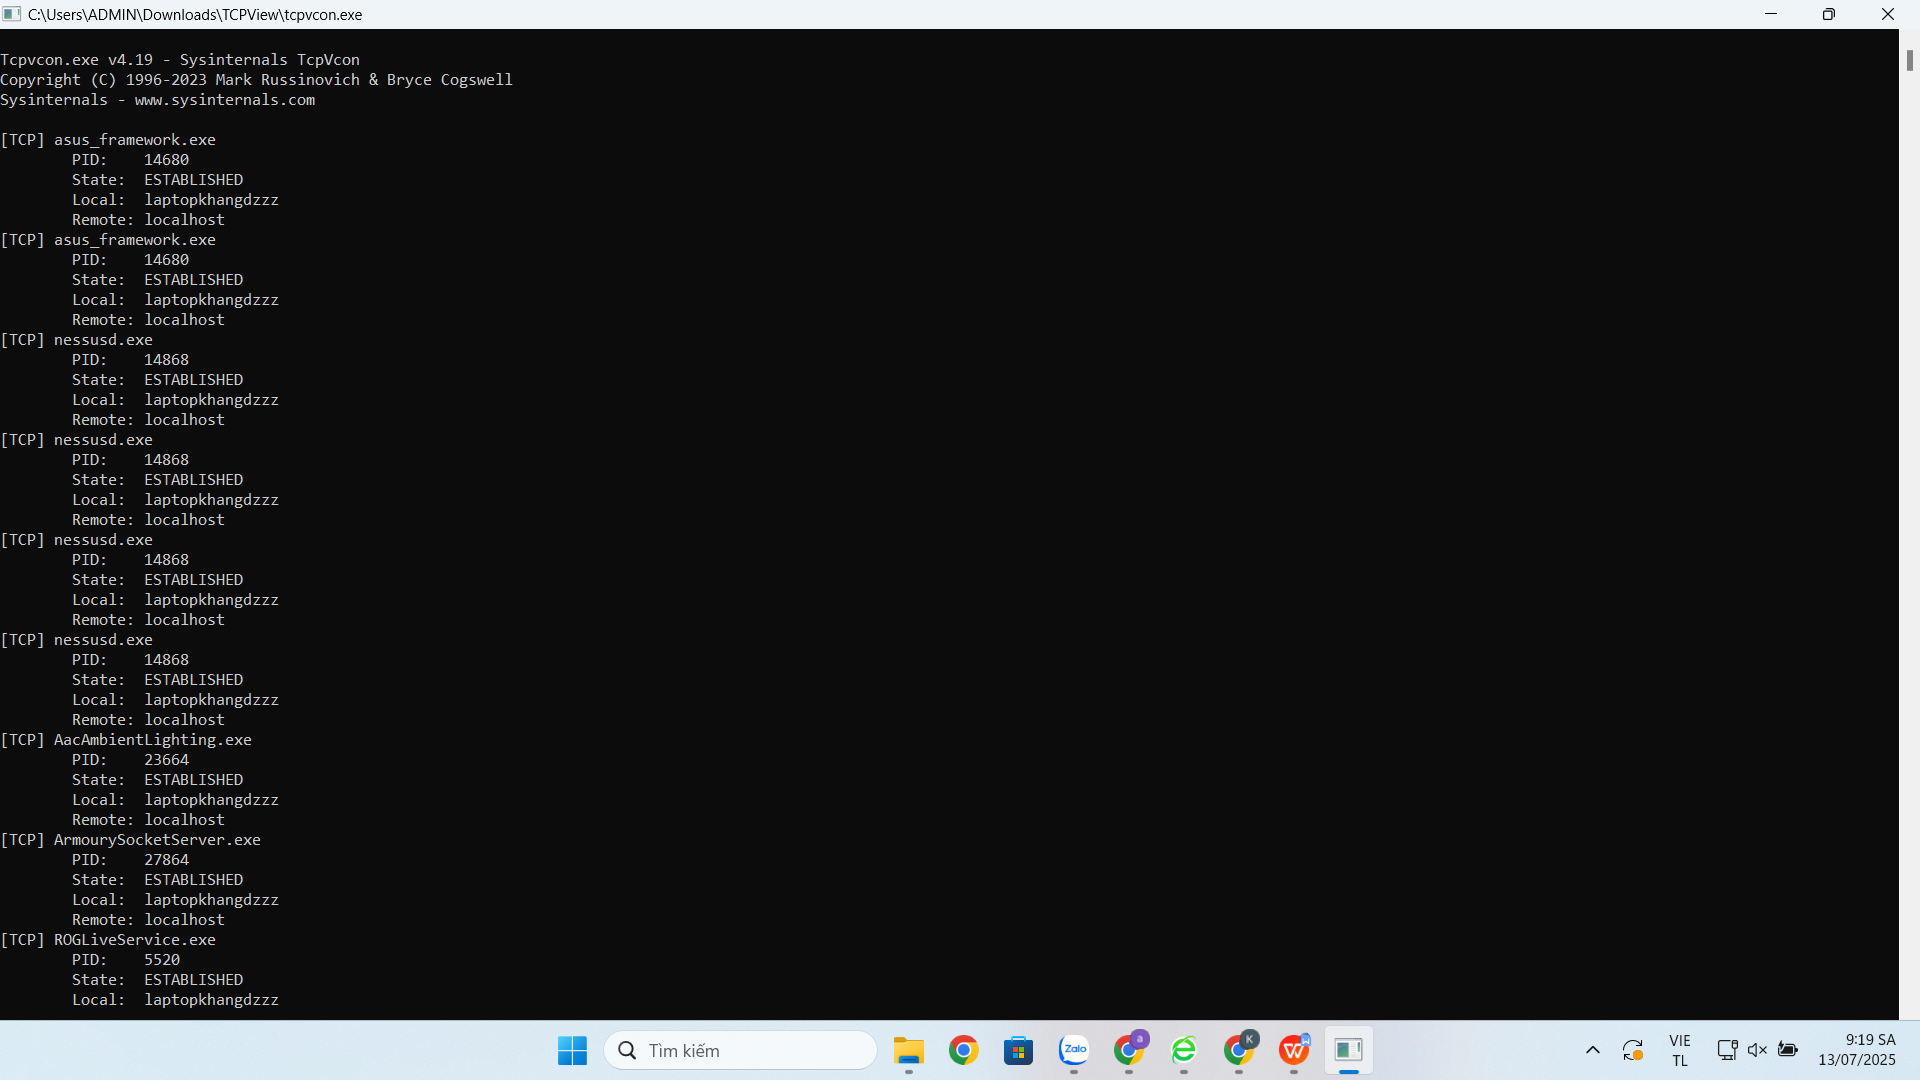 C:\Users\ADMIN\Downloads\TCPView\tcpvcon.exe
Tcpvcon.exe v4.19 - Sysinternals TcpVcon
Copyright (C) 1996-2023 Mark Russinovich & Bryce Cogswell
Sysinternals - www.sysinternals.com
[TCP] asus_framework.exe
PID: 14680
State: ESTABLISHED
Local: laptopkhangdzzz
Remote: localhost
[TCP] asus_framework.exe
PID: 14680
State: ESTABLISHED
Local: laptopkhangdzzz
Remote: localhost
[TCP] nessusd.exe
PID: 14868
State: ESTABLISHED
Local: laptopkhangdzzz
Remote: localhost
[TCP] nessusd.exe
PID: 14868
State: ESTABLISHED
Local: laptopkhangdzzz
Remote: localhost
[TCP] nessusd.exe
PID: 14868
State: ESTABLISHED
Local: laptopkhangdzzz
Remote: localhost
[TCP] nessusd.exe
PID: 14868
State: ESTABLISHED
Local: laptopkhangdzzz
Remote: localhost
[TCP] AacAmbientLighting.exe
PID: 23664
State: ESTABLISHED
Local: laptopkhangdzzz
Remote: localhost
[TCP] ArmourySocketServer.exe
PID: 27864
State: ESTABLISHED
Local: laptopkhangdzzz
Remote: localhost
[TCP] ROGLiveService.exe
PID: 5520
State: ESTABLISHED
Local: laptopkhangdzzz
Tìm kiếm
Zalo
a
K
W
VIE
TL
9:19 SA
13/07/2025